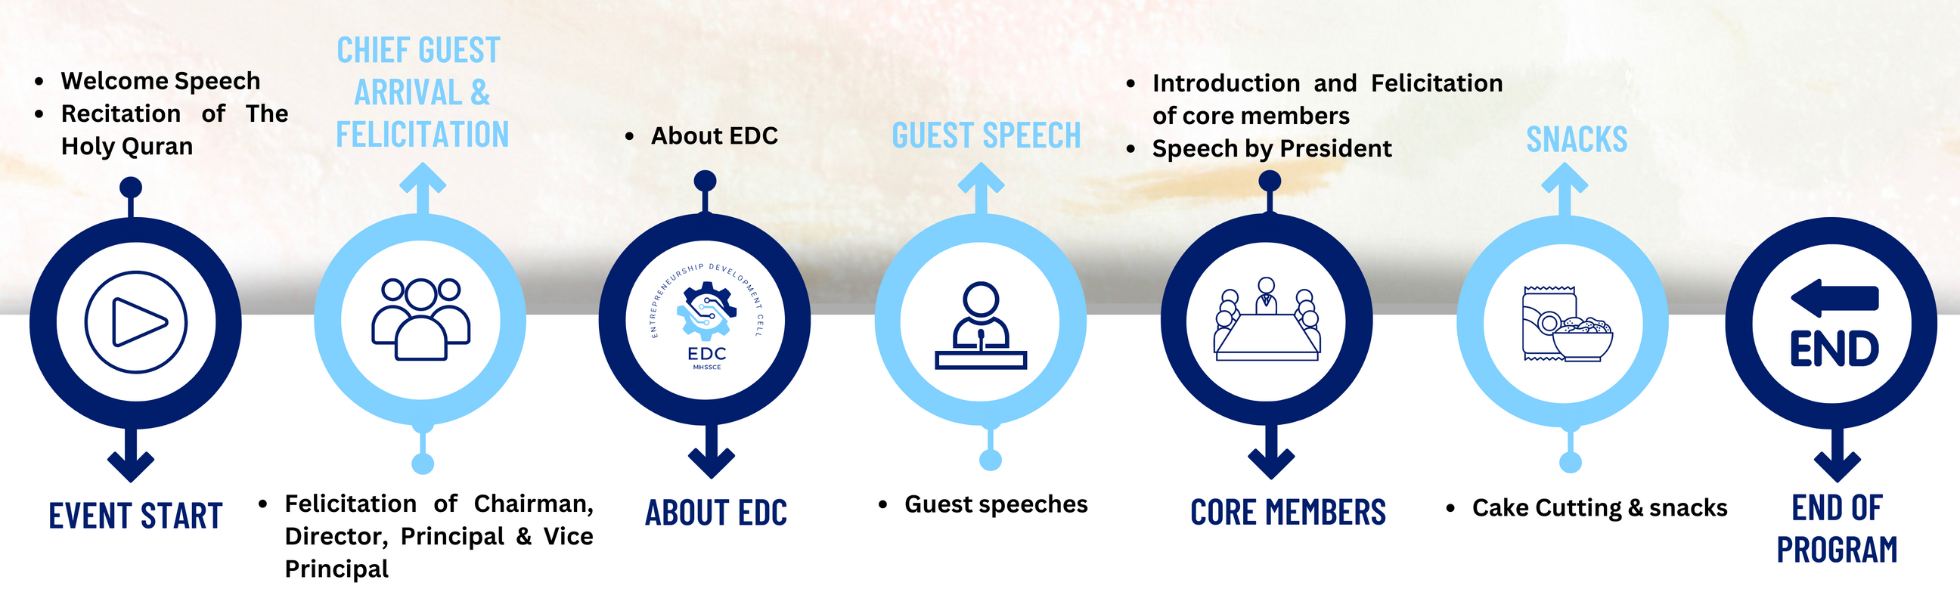 • Welcome Speech
• Recitation of The
Holy Quran
EVENT START
CHIEF GUEST
ARRIVAL &
FELICITATION
• Felicitation of Chairman,
Director, Principal & Vice
Principal
• About EDC
ENTREPRENEURSHIP DEVELOPMENT CELL
EDC
MHSSCE
ABOUT EDC
GUEST SPEECH
• Guest speeches
• Introduction and Felicitation
of core members
• Speech by President
CORE MEMBERS
SNACKS
• Cake Cutting & snacks
END
END OF
PROGRAM